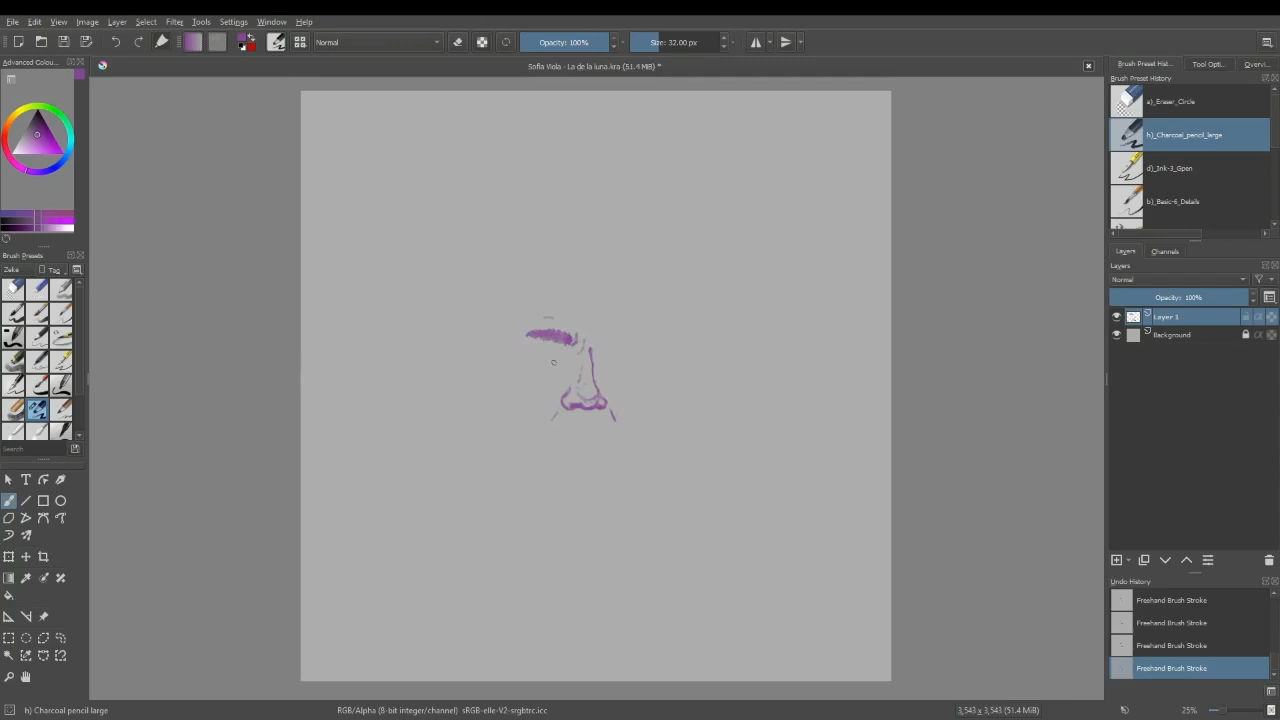 File Edit View Image Layer Select Filter Tools Settings Window Help
Normal
Opacity: 100%
Size: 32.00 px
Advanced Colou...
Sofia Viola - La de la luna.kra (51.4 MiB) *
Brush Preset Hist...
Tool Opti...
Overvi...
Brush Preset History
a)_Eraser_Circle
h)_Charcoal_pencil_large
d)_Ink-3_Gpen
b)_Basic-6_Details
Brush Presets
Zeke
Tag
Search
Layers
Channels
Layers
Normal
Opacity: 100%
Layer 1
Background
Undo History
Freehand Brush Stroke
Freehand Brush Stroke
Freehand Brush Stroke
Freehand Brush Stroke
h) Charcoal pencil large
RGB/Alpha (8-bit integer/channel) sRGB-elle-V2-srgbtrc.icc
3,543 x 3,543 (51.4 MiB)
25%